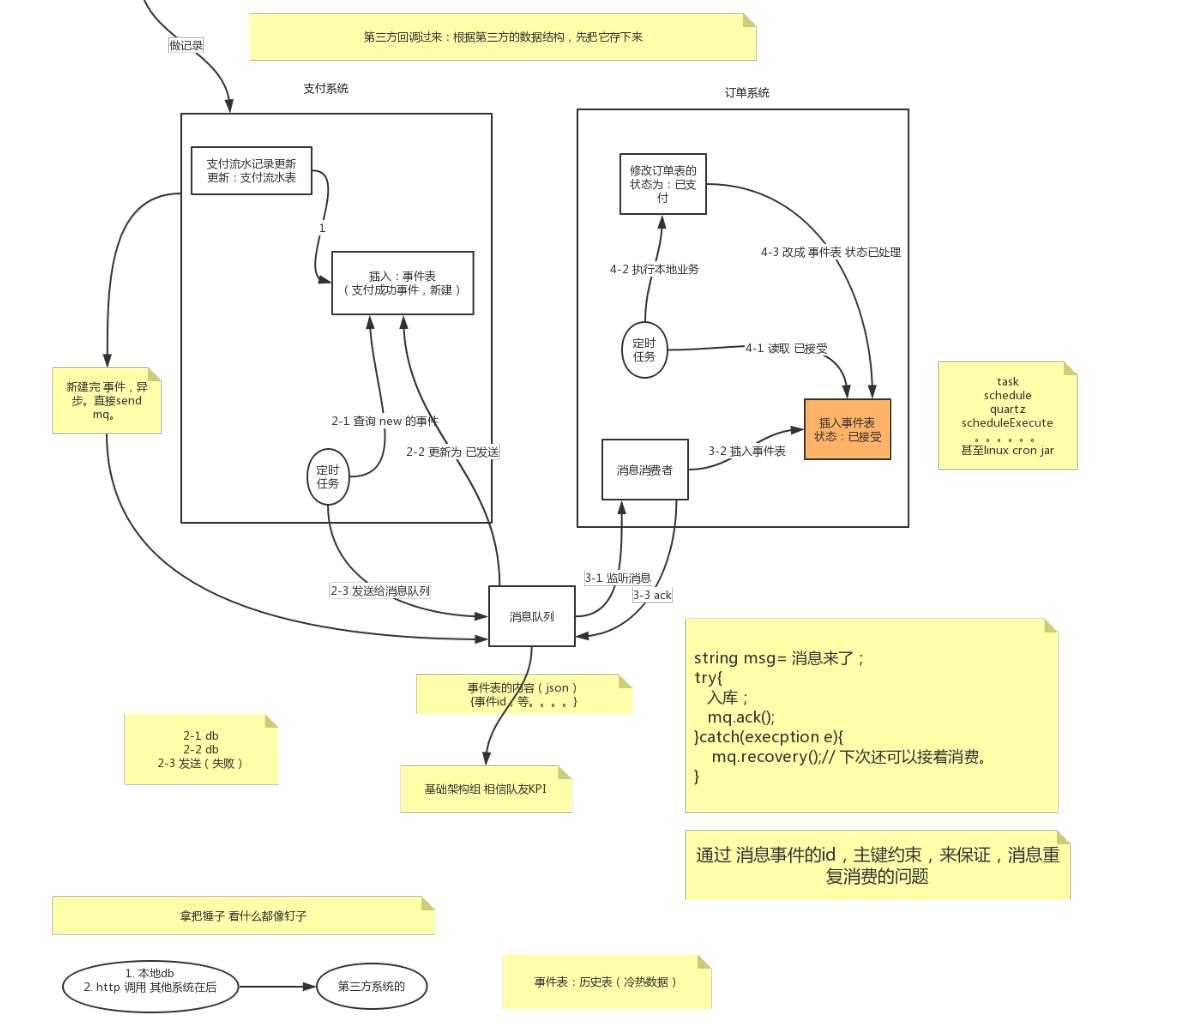 做记录
第三方回调过来：根据第三方的数据结构，先把它存下来
支付系统
订单系统
支付流水记录更新
更新：支付流水表
1
插入：事件表
（支付成功事件，新建）
修改订单表的
状态为：已支
付
4-3 改成 事件表 状态已处理
4-2 执行本地业务
定时
任务
4-1 读取 已接受
新建完 事件，异
步。直接send
mq。
2-1 查询 new 的事件
2-2 更新为 已发送
定时
任务
消息消费者
3-2 插入事件表
插入事件表
状态：已接受
task
schedule
quartz
scheduleExecute
。。。。。。
甚至linux cron jar
2-3 发送给消息队列
消息队列
3-1 监听消息
3-3 ack
事件表的内容（json）
{事件id，等。。。。}
string msg= 消息来了；
try{
入库；
mq.ack();
}catch(execption e){
mq.recovery();// 下次还可以接着消费。
}
2-1 db
2-2 db
2-3 发送（失败）
基础架构组 相信队友KPI
通过 消息事件的id，主键约束，来保证，消息重
复消费的问题
拿把锤子 看什么都像钉子
1. 本地db
2. http 调用 其他系统在后
第三方系统的
事件表：历史表（冷热数据）